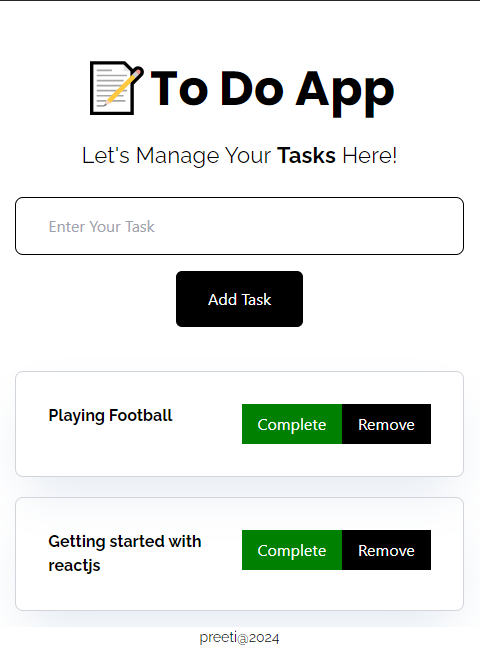 To Do App
Let's Manage Your Tasks Here!
Enter Your Task
Add Task
Playing Football
Complete
Remove
Getting started with
reactjs
Complete
Remove
preeti@2024